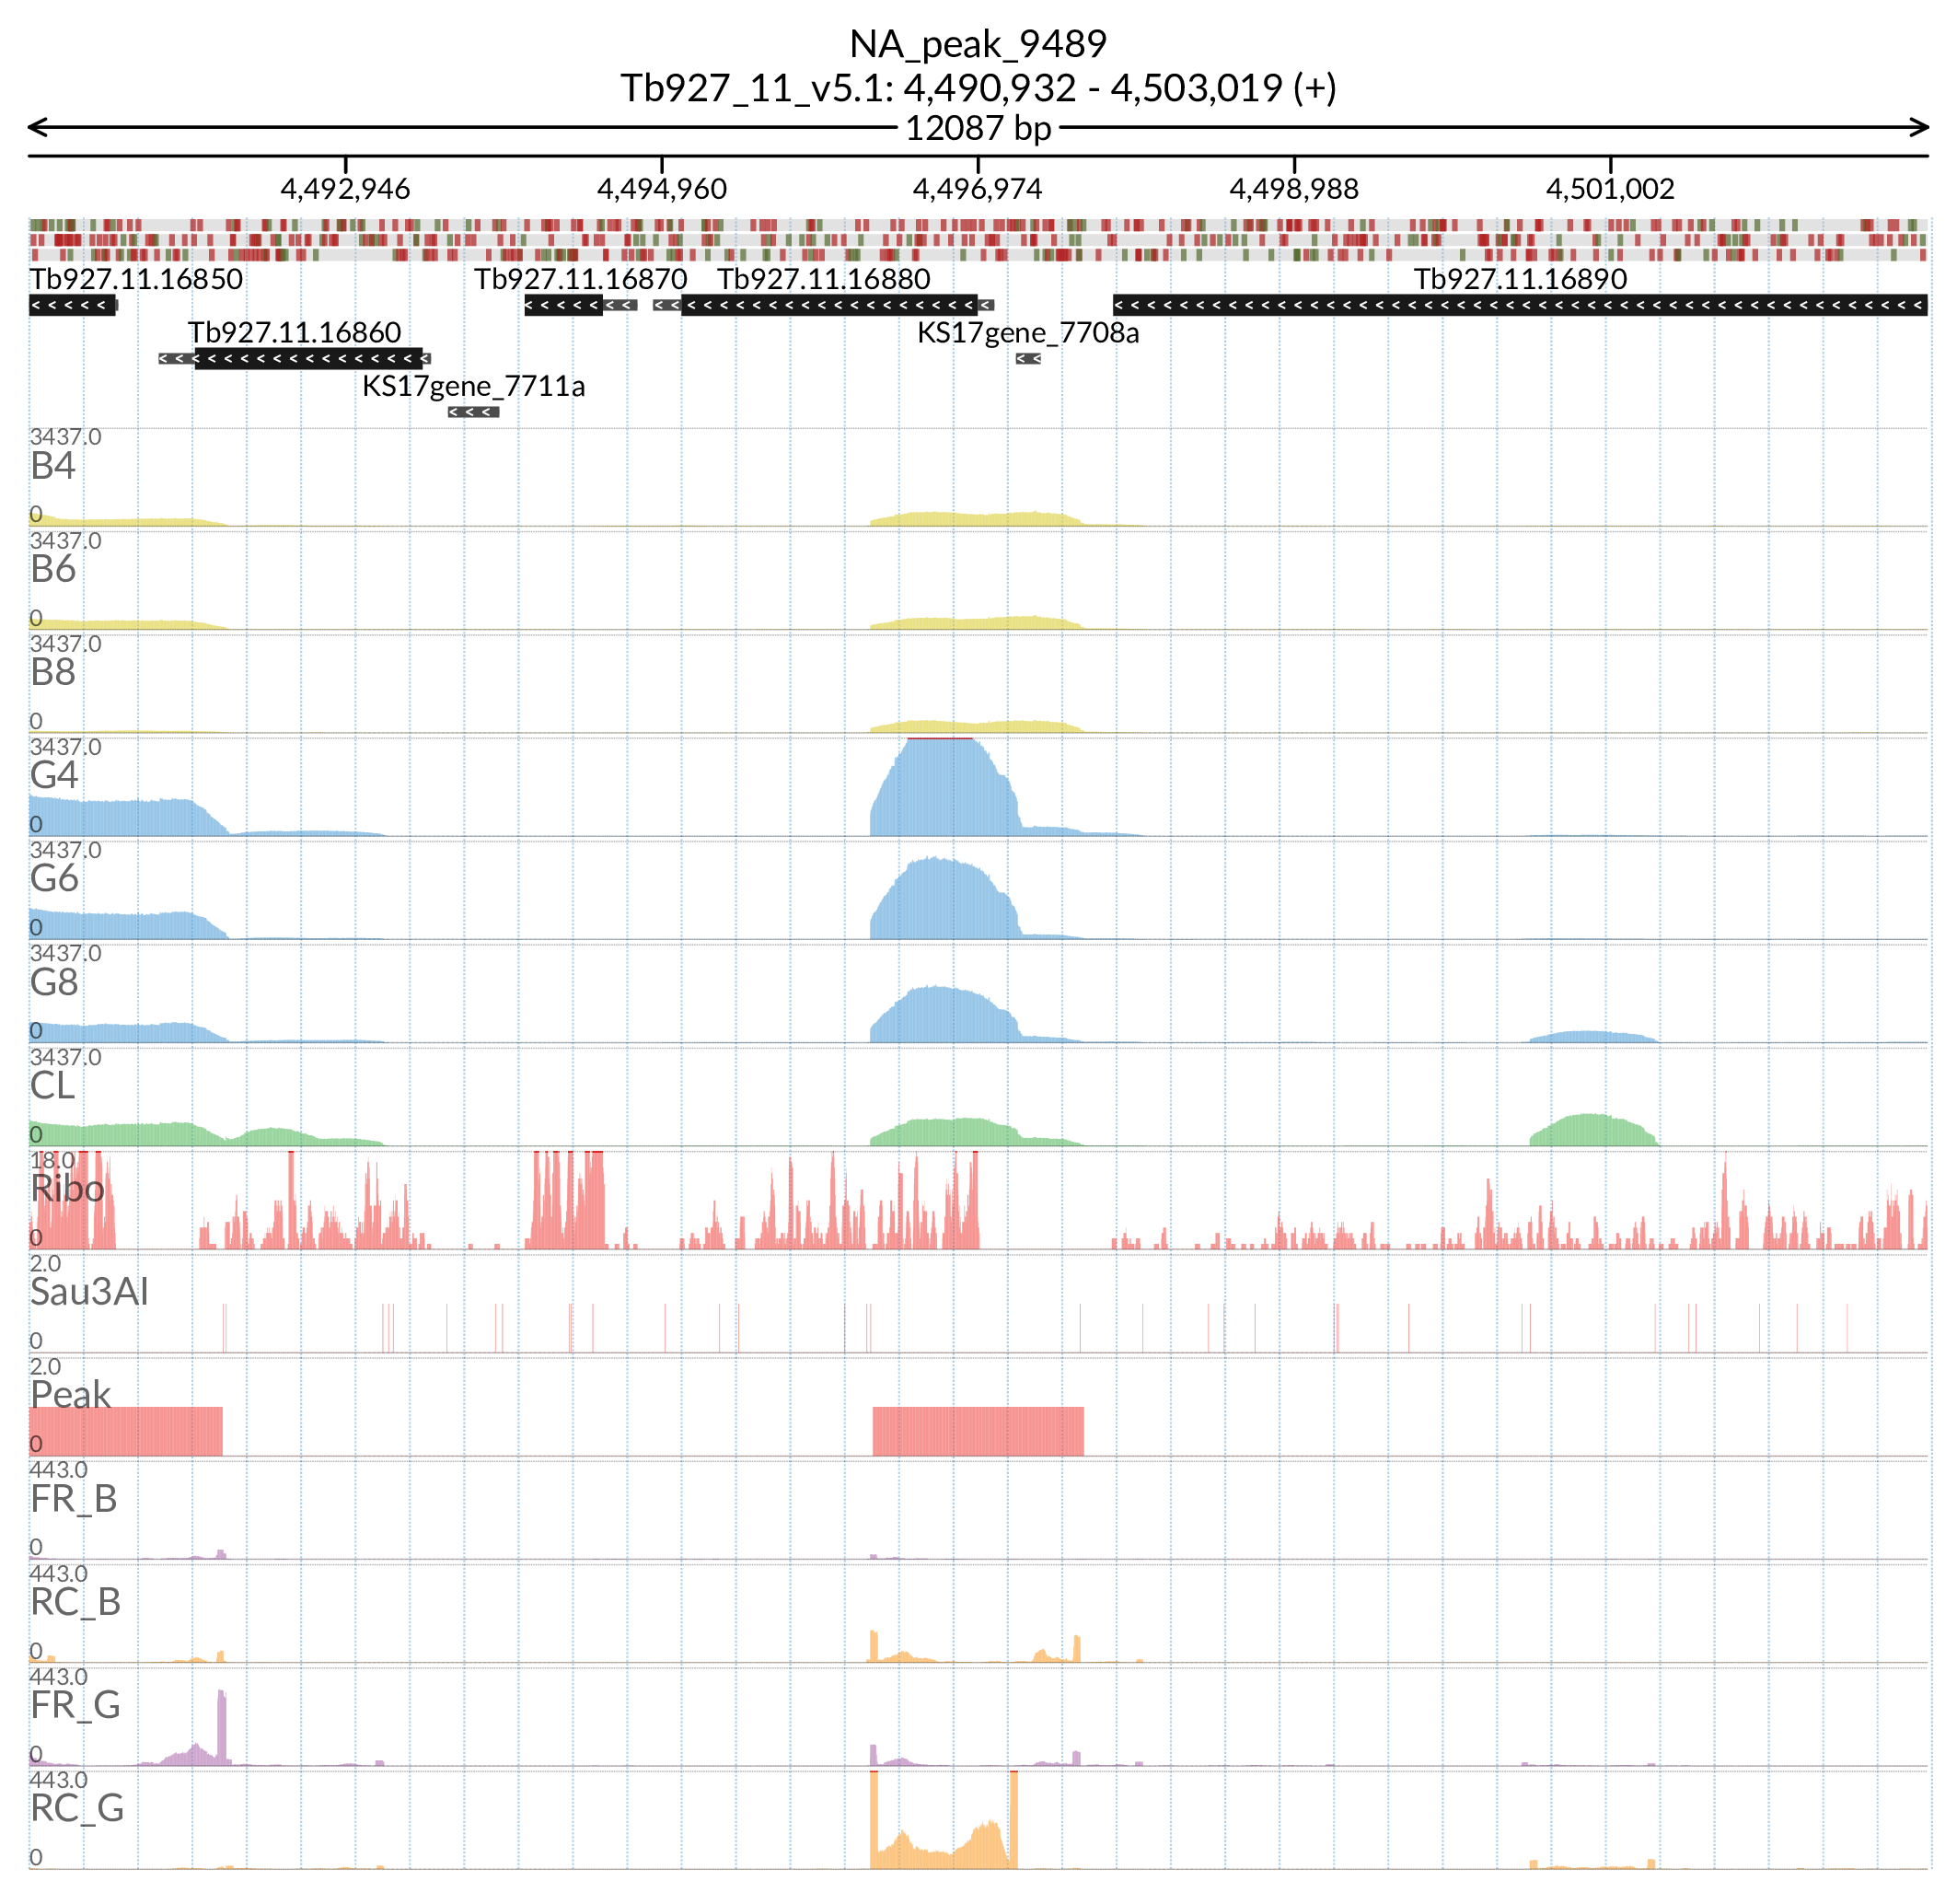 NA_peak_9489
Tb927_11_v5.1: 4,490,932 - 4,503,019 (+)
12087 bp
4,492,946 4,494,960 4,496,974 4,498,988 4,501,002
Tb927.11.16850 Tb927.11.16870 Tb927.11.16880 Tb927.11.16890
Tb927.11.16860 KS17gene_7708a
KS17gene_7711a
3437.0
B4
0
3437.0
B6
0
3437.0
B8
0
3437.0
G4
0
3437.0
G6
0
3437.0
G8
0
3437.0
CL
0
18.0
Ribo
0
2.0
Sau3AI
0
2.0
Peak
0
443.0
FR_B
0
443.0
RC_B
0
443.0
FR_G
0
443.0
RC_G
0